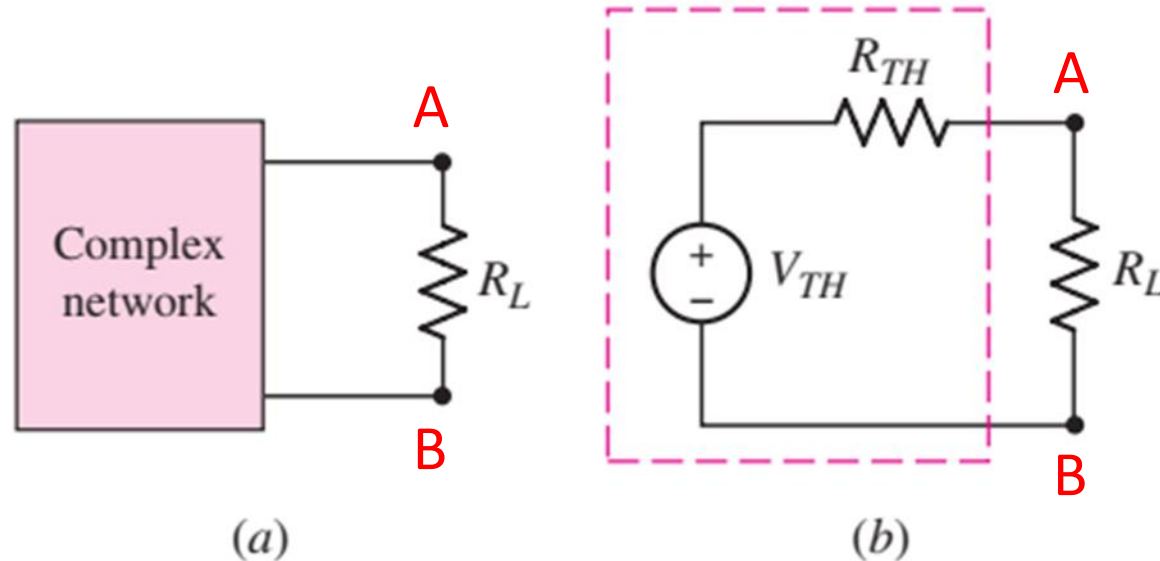 A
Complex
network
R_L
B
(a)
R_TH
A
+
−
V_TH
R_L
B
(b)